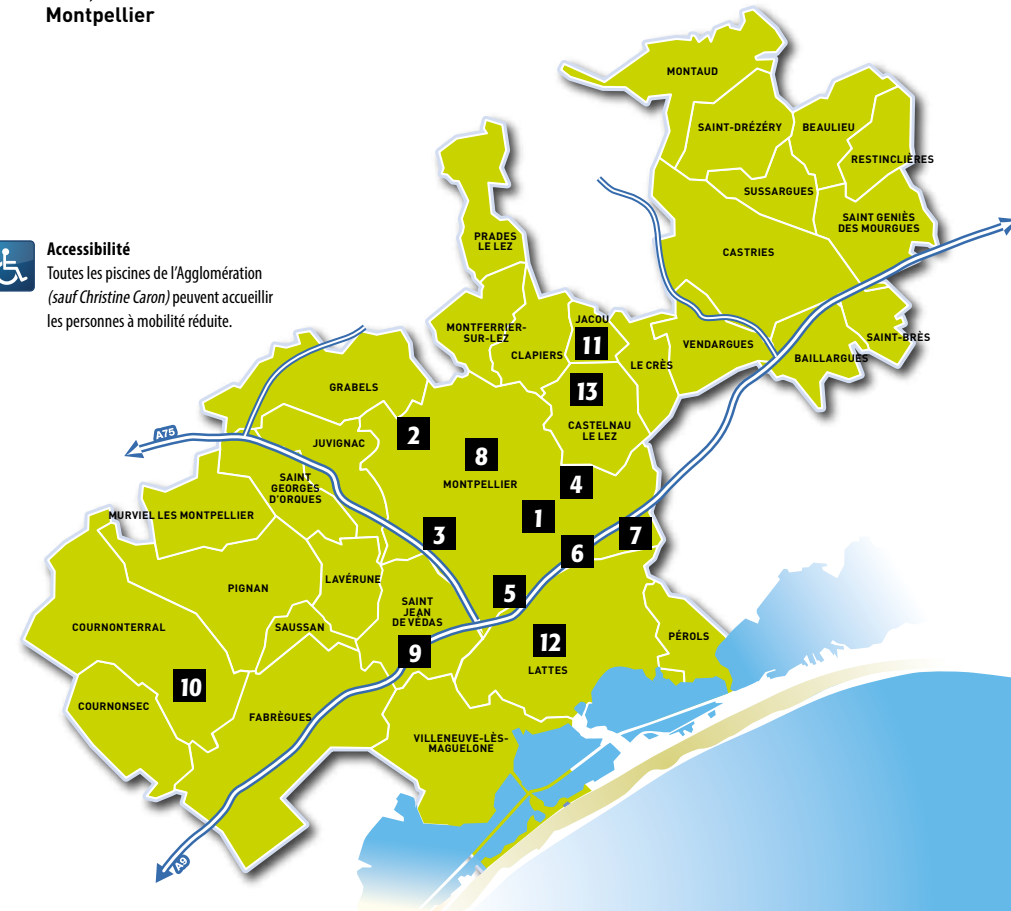 Montpellier
Accessibilité
Toutes les piscines de l'Agglomération
(sauf Christine Caron) peuvent accueillir
les personnes à mobilité réduite.
MONTAUD
SAINT-DRÉZÉRY
BEAULIEU
RESTINCLIÈRES
SUSSARGUES
SAINT GENIÈS
DES MOURGUES
CASTRIES
PRADES
LE LEZ
MONTFERRIER-
SUR-LEZ
CLAPIERS
JACOU
11
LE CRÈS
VENDARGUES
BAILLARGUES
SAINT-BRÈS
13
CASTELNAU
LE LEZ
GRABELS
2
JUVIGNAC
A75
8
MONTPELLIER
4
SAINT
GEORGES
D'ORQUES
MURVIEL LES MONTPELLIER
1
3
6
7
PIGNAN
LAVÉRUNE
5
SAINT
JEAN
DE VÉDAS
COURNONTERRAL
SAUSSAN
9
12
LATTES
PÉROLS
10
COURNONSEC
FABRÈGUES
VILLENEUVE-LÈS-
MAGUELONE
A9